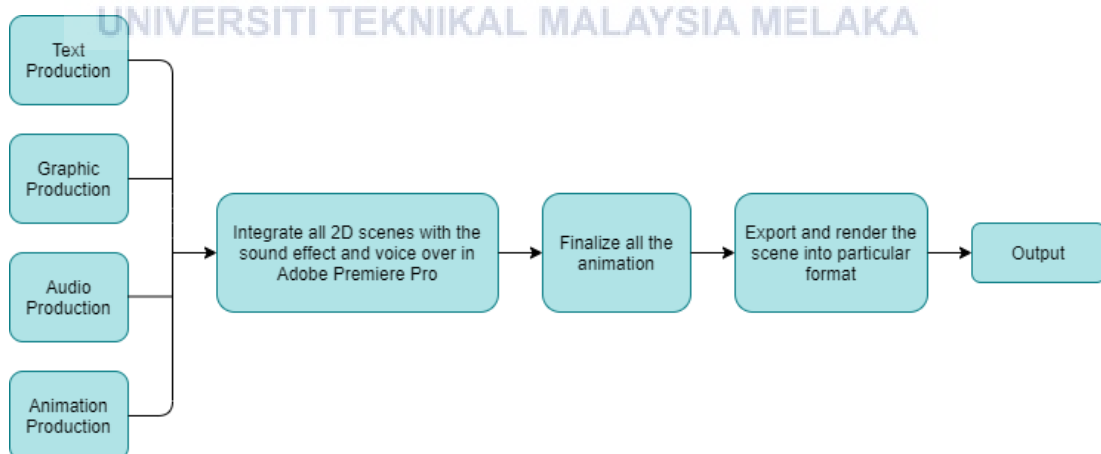 UNIVERSITI TEKNIKAL MALAYSIA MELAKA
Text
Production
Graphic
Production
Audio
Production
Animation
Production
Integrate all 2D scenes with the
sound effect and voice over in
Adobe Premiere Pro
Finalize all the
animation
Export and render the
scene into particular
format
Output